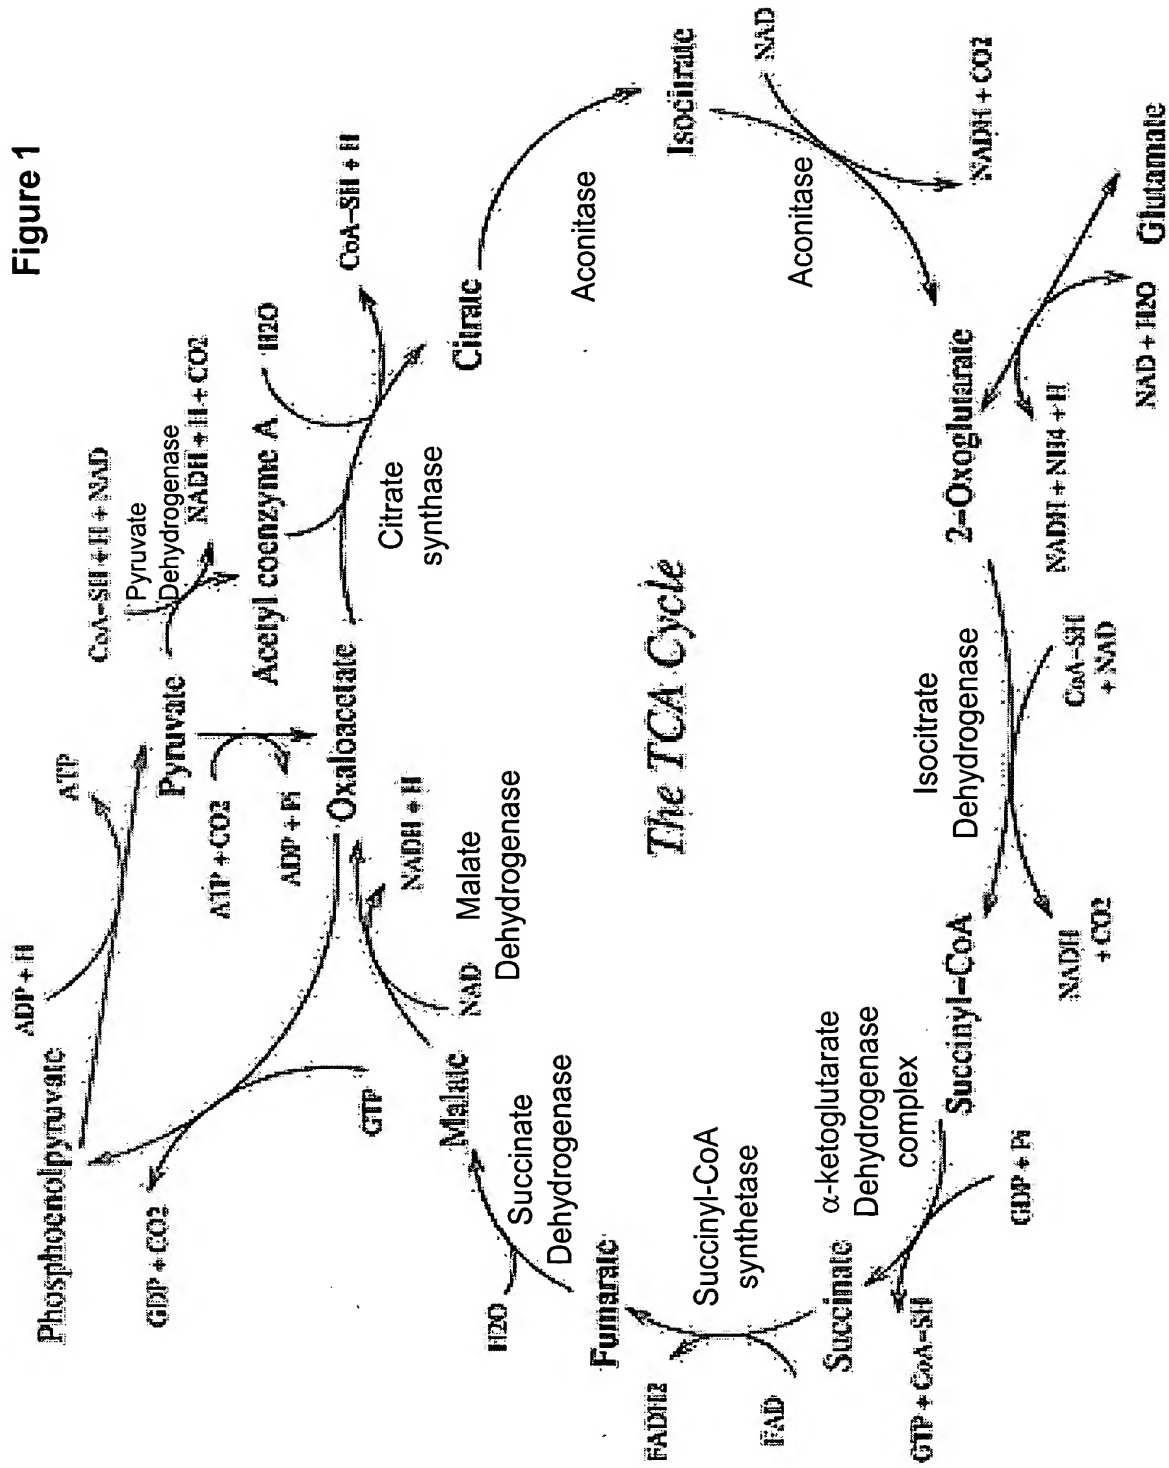 Figure 1
Phosphoenolpyruvate
ADP + H
ATP
GDP + CO2
GTP
Pyruvate
CoA-SH + H + NAD
Pyruvate
Dehydrogenase
NADH + H + CO2
ATP + CO2
ADP + Pi
Acetyl coenzyme A
H2O
CoA-SH + H
Oxaloacetate
Citrate
synthase
Citrate
NADH + H
NAD
Malate
Dehydrogenase
Malate
Aconitase
Isocitrate
NAD
Succinate
Dehydrogenase
H2O
The TCA Cycle
Aconitase
NADH + CO2
Fumarate
Succinyl-CoA
synthetase
FADH2
FAD
Succinate
α-ketoglutarate
Dehydrogenase
complex
GTP + CoA-SH
GDP + Pi
Succinyl-CoA
Isocitrate
Dehydrogenase
NADH
+ CO2
CoA-SH
+ NAD
2-Oxoglutarate
NADH + NH4 + H
NAD + H2O
Glutamate